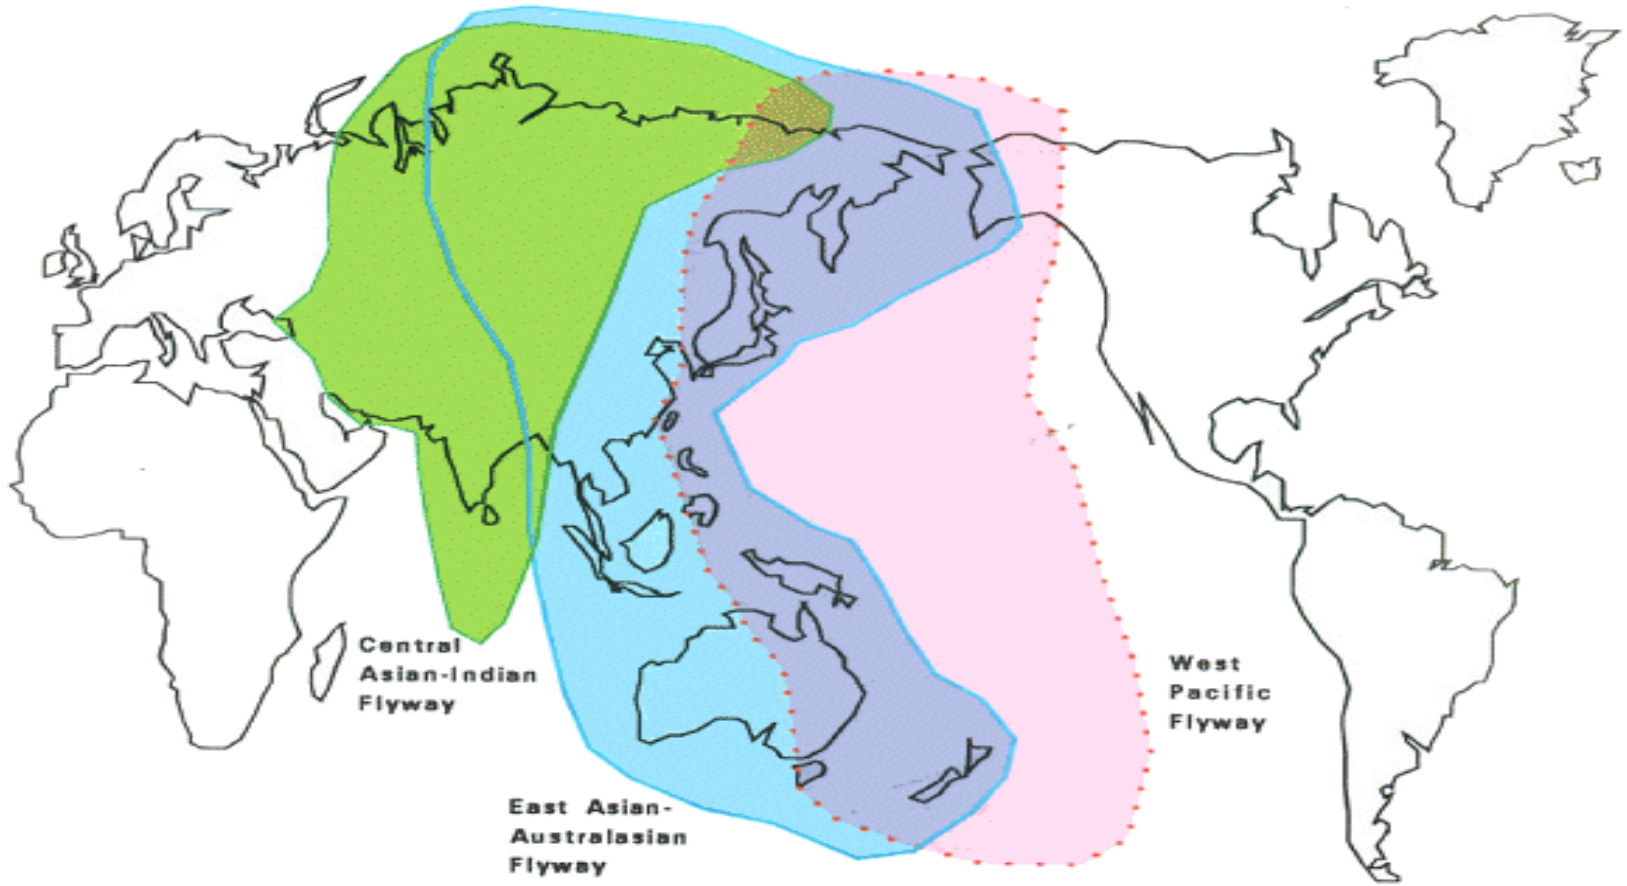 Central
Asian-Indian
Flyway
West
Pacific
Flyway
East Asian-
Australasian
Flyway